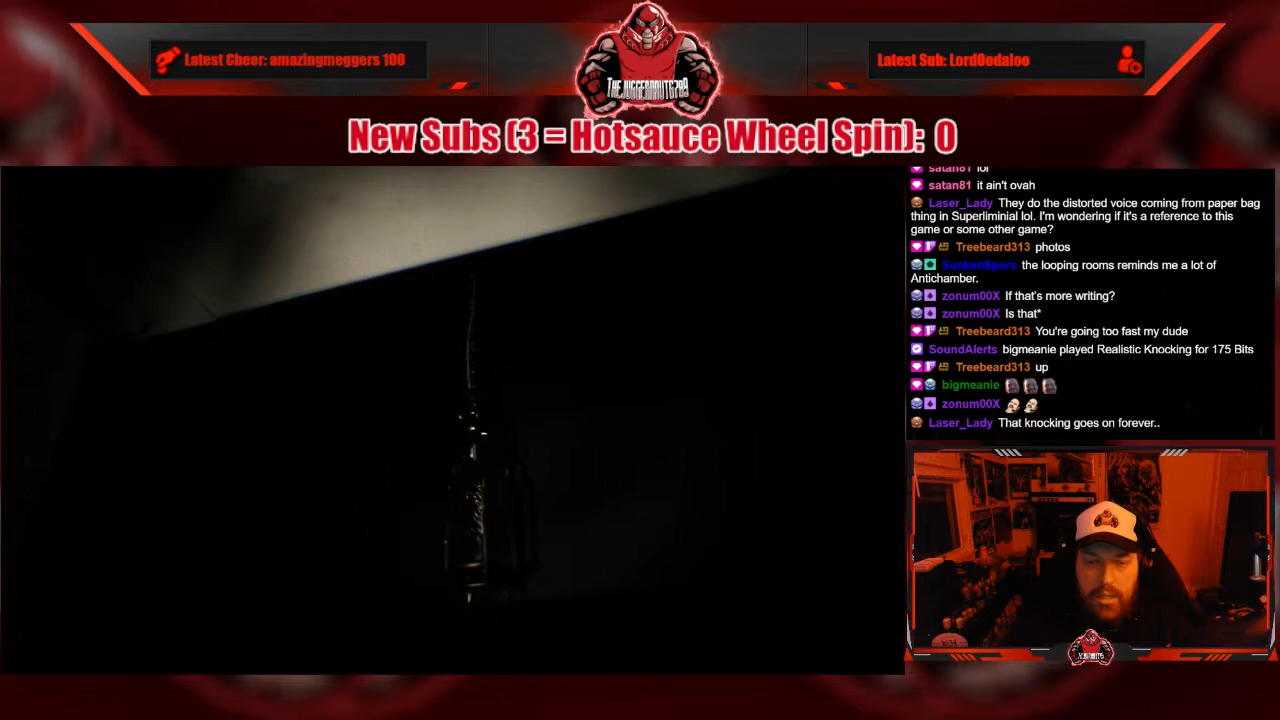 Latest Cheer: amazingmeggers 100
THEJUGGERNAUT6789
Latest Sub: LordOodaloo
New Subs (3 = Hotsauce Wheel Spin): 0
satan81 lol
satan81 it ain't ovah
Laser_Lady They do the distorted voice coming from paper bag
thing in Superliminial lol. I'm wondering if it's a reference to this
game or some other game?
Treebeard313 photos
SunkenSpore the looping rooms reminds me a lot of
Antichamber.
zonum00X If that's more writing?
zonum00X Is that*
Treebeard313 You're going too fast my dude
SoundAlerts bigmeanie played Realistic Knocking for 175 Bits
Treebeard313 up
bigmeanie
zonum00X
Laser_Lady That knocking goes on forever..